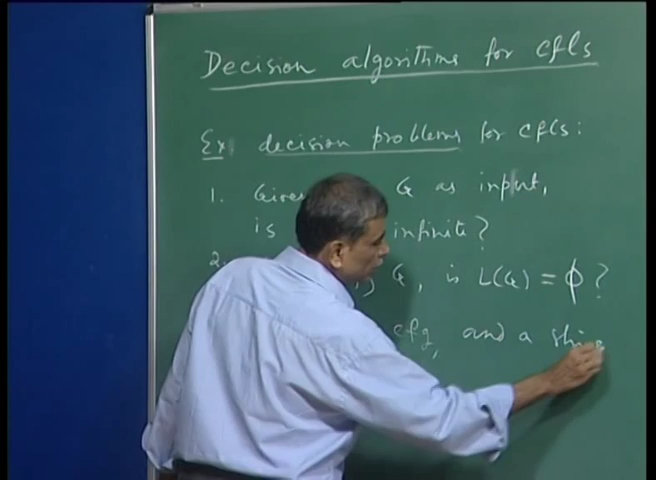 Decision algorithms for cfls
Ex decision problems for cfls:
1. Given G as input,
is infinite?
2. G, is L(G) = φ?
cfg, and a string